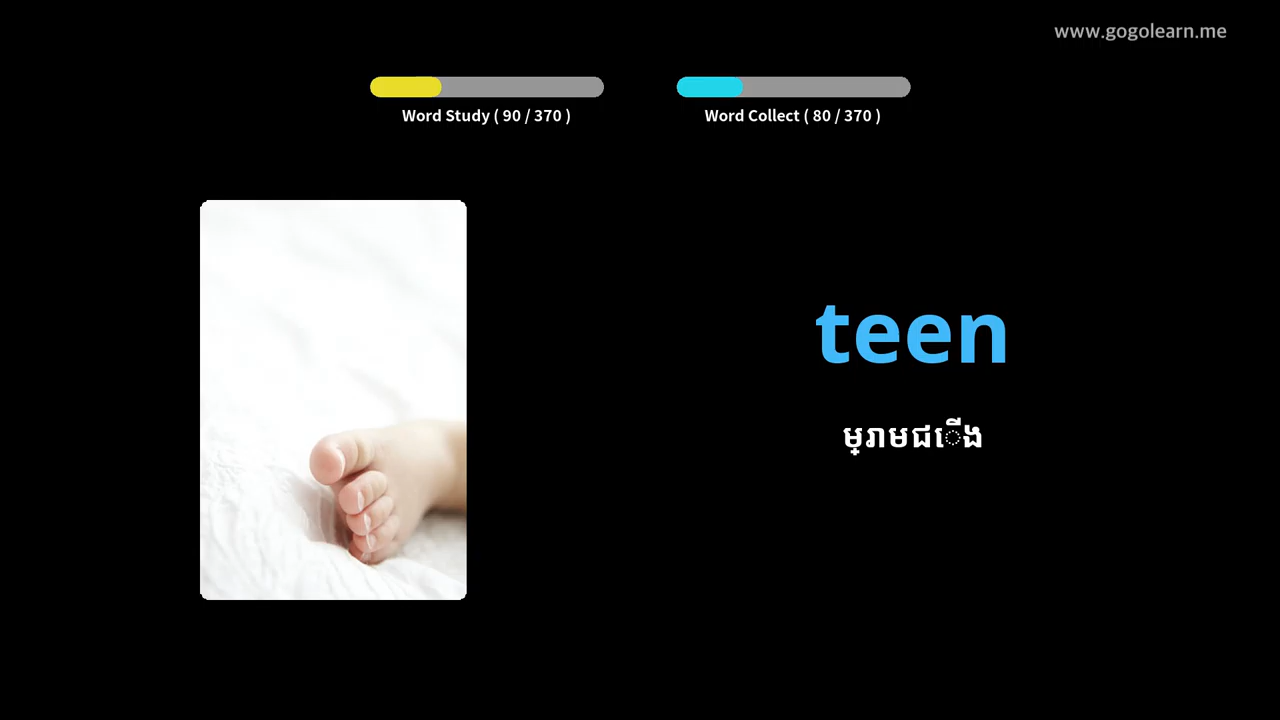 www.gogolearn.me
Word Study ( 90 / 370 )
Word Collect ( 80 / 370 )
teen
ម្រាមជើង